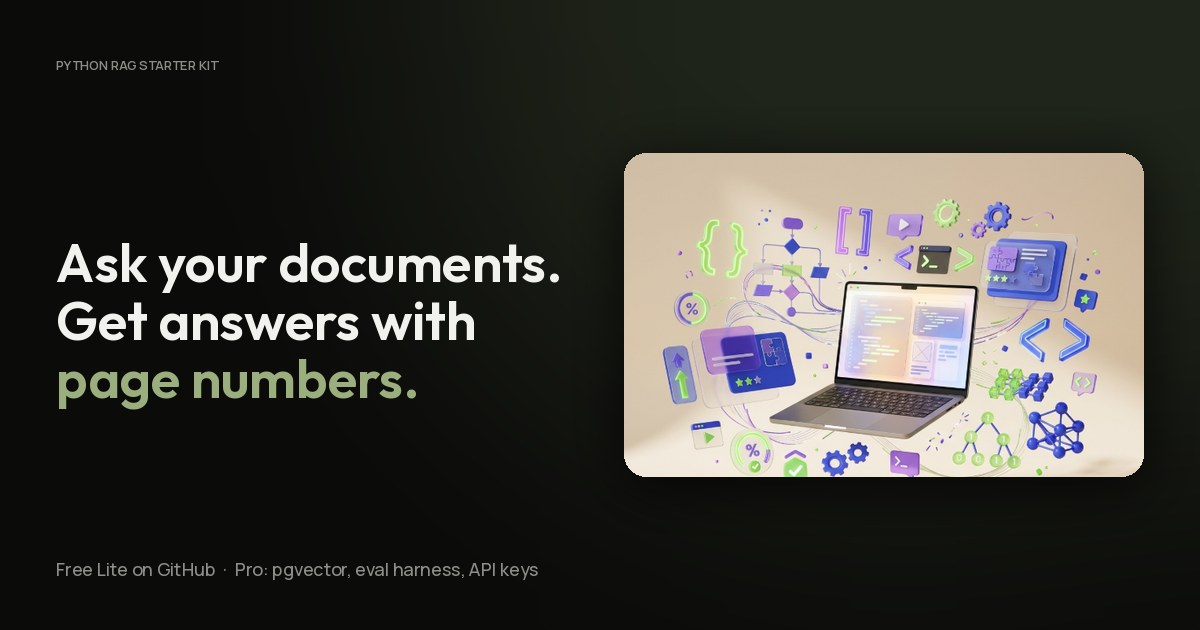 PYTHON RAG STARTER KIT
Ask your documents.
Get answers with
page numbers.
Free Lite on GitHub · Pro: pgvector, eval harness, API keys